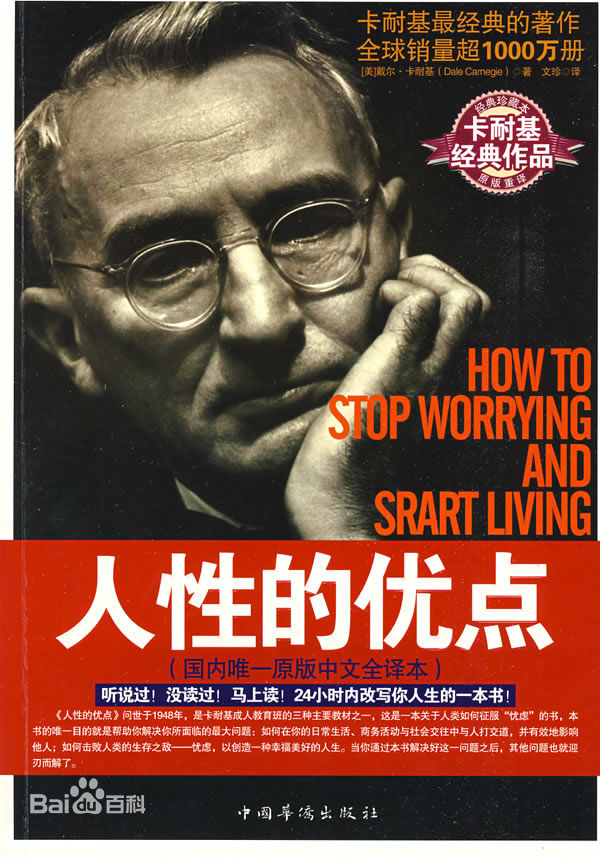 卡耐基最经典的著作
全球销量超1000万册
[美]戴尔·卡耐基(Dale Carnegie)◎著 文珍◎译
经典珍藏本
卡耐基
经典作品
原版重译
HOW TO
STOP WORRYING
AND
SRART LIVING
人性的优点
(国内唯一原版中文全译本)
听说过!没读过!马上读!24小时内改写你人生的一本书!
《人性的优点》问世于1948年,是卡耐基成人教育班的三种主要教材之一,这是一本关于人类如何征服“忧虑”的书,本
书的唯一目的就是帮助你解决你所面临的最大问题:如何在你的日常生活、商务活动与社会交往中与人打交道,并有效地影响
他人;如何击败人类的生存之敌——忧虑,以创造一种幸福美好的人生。当你通过本书解决好这一问题之后,其他问题也就迎
刃而解了。
Bai百科
中國華僑出版社